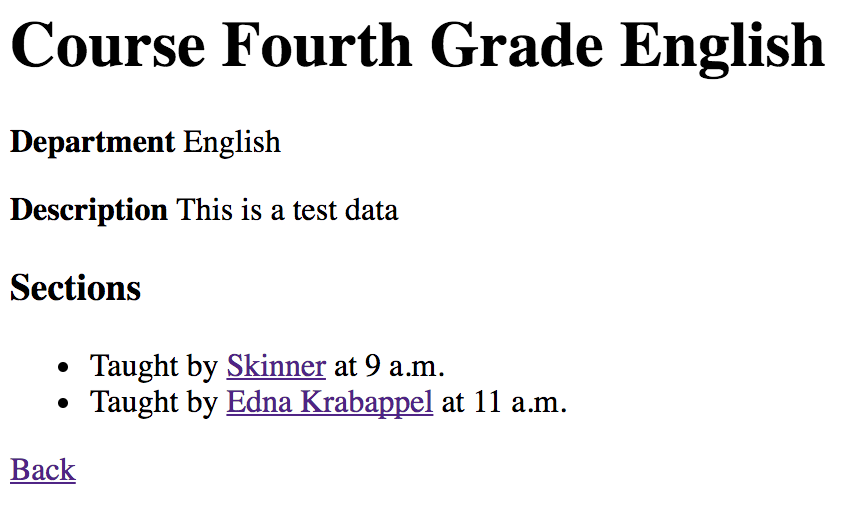 Course Fourth Grade English
Department English
Description This is a test data
Sections
• Taught by Skinner at 9 a.m.
• Taught by Edna Krabappel at 11 a.m.
Back